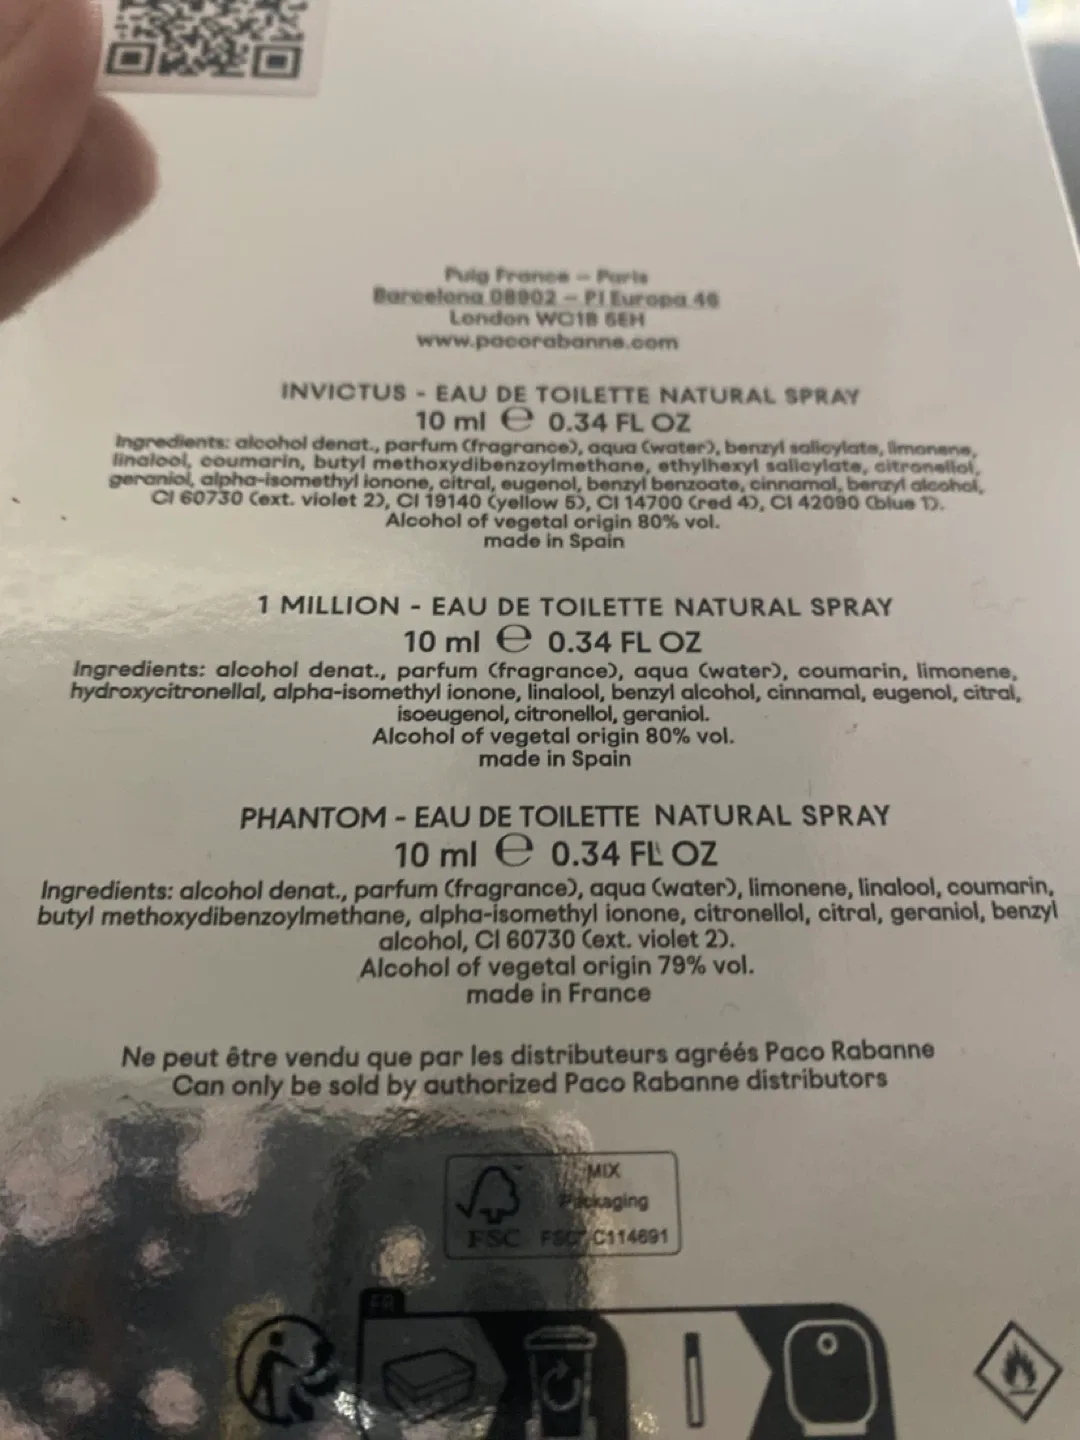 Puig France – Paris
Barcelona 08902 – Pl Europa 46
London WC1B 5EH
www.pacorabanne.com
INVICTUS - EAU DE TOILETTE NATURAL SPRAY
10 ml ℮ 0.34 FL OZ
Ingredients: alcohol denat., parfum (fragrance), aqua (water), benzyl salicylate, limonene,
linalool, coumarin, butyl methoxydibenzoylmethane, ethylhexyl salicylate, citronellol,
geraniol, alpha-isomethyl ionone, citral, eugenol, benzyl benzoate, cinnamal, benzyl alcohol,
CI 60730 (ext. violet 2), CI 19140 (yellow 5), CI 14700 (red 4), CI 42090 (blue 1).
Alcohol of vegetal origin 80% vol.
made in Spain
1 MILLION - EAU DE TOILETTE NATURAL SPRAY
10 ml ℮ 0.34 FL OZ
Ingredients: alcohol denat., parfum (fragrance), aqua (water), coumarin, limonene,
hydroxycitronellal, alpha-isomethyl ionone, linalool, benzyl alcohol, cinnamal, eugenol, citral,
isoeugenol, citronellol, geraniol.
Alcohol of vegetal origin 80% vol.
made in Spain
PHANTOM - EAU DE TOILETTE NATURAL SPRAY
10 ml ℮ 0.34 FL OZ
Ingredients: alcohol denat., parfum (fragrance), aqua (water), limonene, linalool, coumarin,
butyl methoxydibenzoylmethane, alpha-isomethyl ionone, citronellol, citral, geraniol, benzyl
alcohol, CI 60730 (ext. violet 2).
Alcohol of vegetal origin 79% vol.
made in France
Ne peut être vendu que par les distributeurs agréés Paco Rabanne
Can only be sold by authorized Paco Rabanne distributors
MIX
Packaging
FSC FSC® C114691
FR